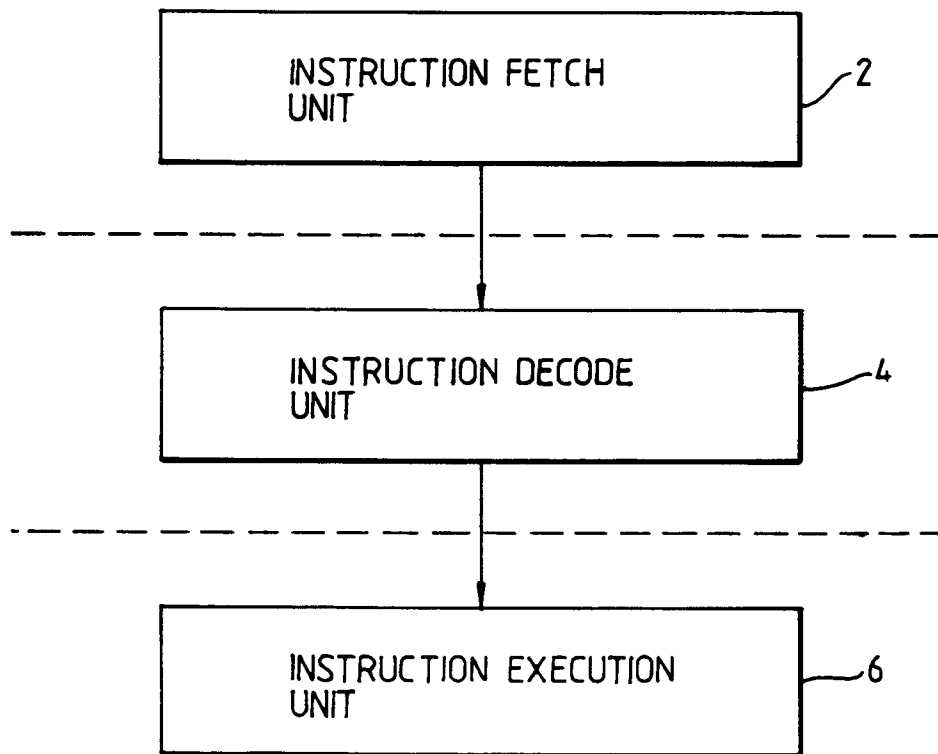 INSTRUCTION FETCH
UNIT
2
INSTRUCTION DECODE
UNIT
4
INSTRUCTION EXECUTION
UNIT
6